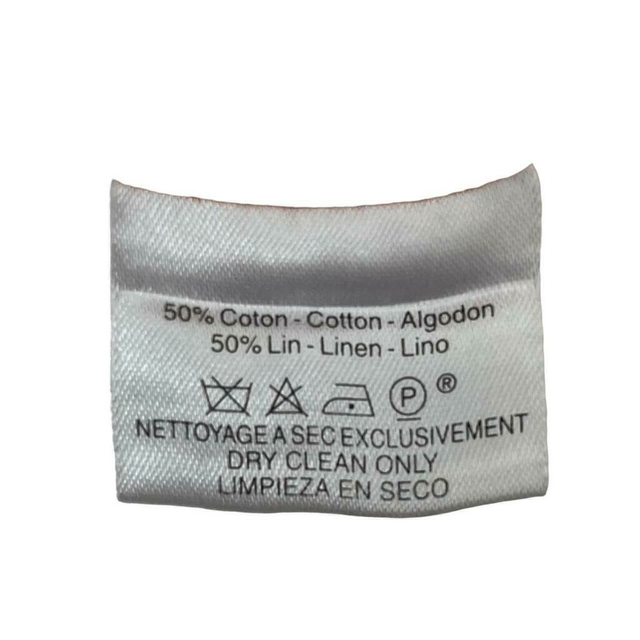 50% Coton - Cotton - Algodon
50% Lin - Linen - Lino
P ®
NETTOYAGE A SEC EXCLUSIVEMENT
DRY CLEAN ONLY
LIMPIEZA EN SECO